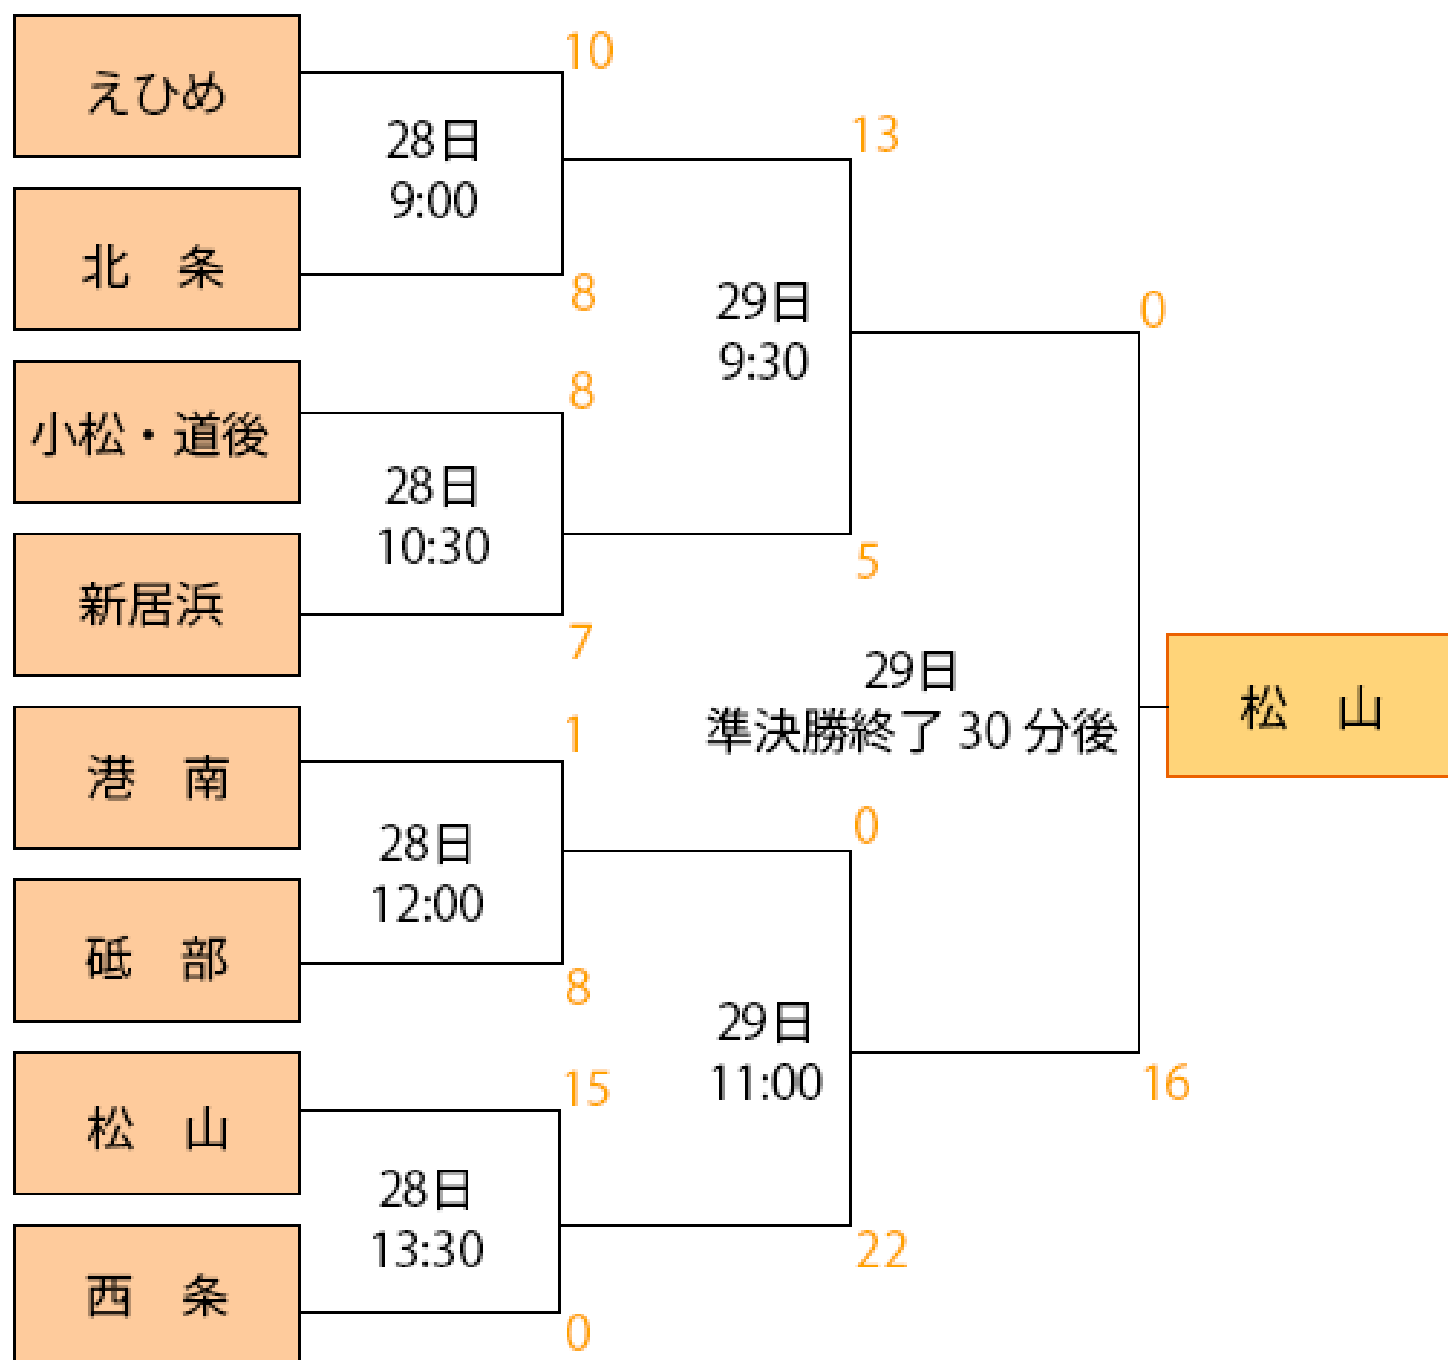 えひめ
北　条
小松・道後
新居浜
港　南
砥　部
松　山
西　条
28日
9:00
28日
10:30
28日
12:00
28日
13:30
10
8
8
7
1
8
15
0
29日
9:30
29日
11:00
13
5
0
22
29日
準決勝終了 30 分後
0
16
松　山